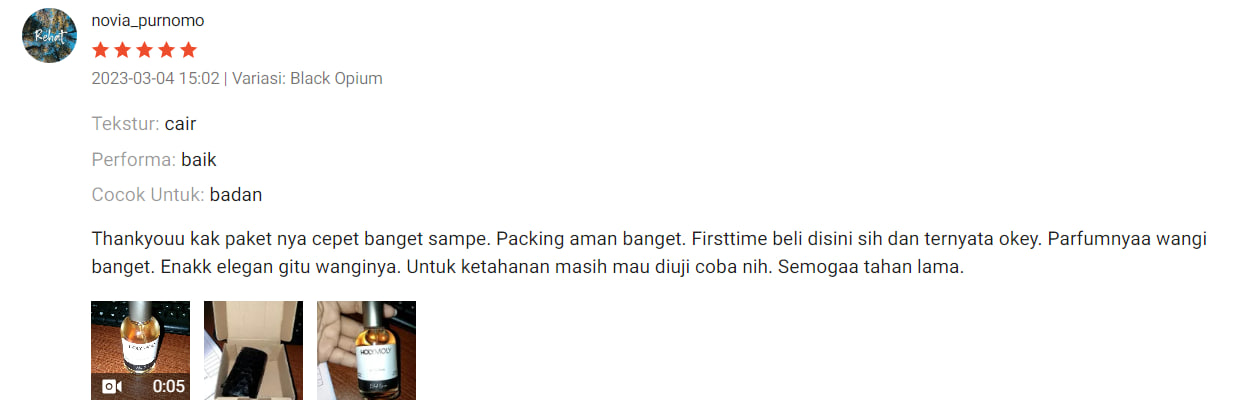 Rehat
novia_purnomo
2023-03-04 15:02 | Variasi: Black Opium
Tekstur: cair
Performa: baik
Cocok Untuk: badan
Thankyouu kak paket nya cepet banget sampe. Packing aman banget. Firsttime beli disini sih dan ternyata okey. Parfumnyaa wangi
banget. Enakk elegan gitu wanginya. Untuk ketahanan masih mau diuji coba nih. Semogaa tahan lama.
0:05
HOLYMOLY